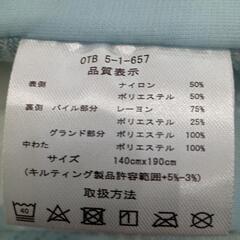 OTB 5-1-657
品質表示
表側 ナイロン 50%
ポリエステル 50%
裏側 パイル部分 レーヨン 75%
ポリエステル 25%
グランド部分 ポリエステル 100%
中わた ポリエステル 100%
サイズ 140cm×190cm
(キルティング製品許容範囲+5%-3%)
取扱方法
40